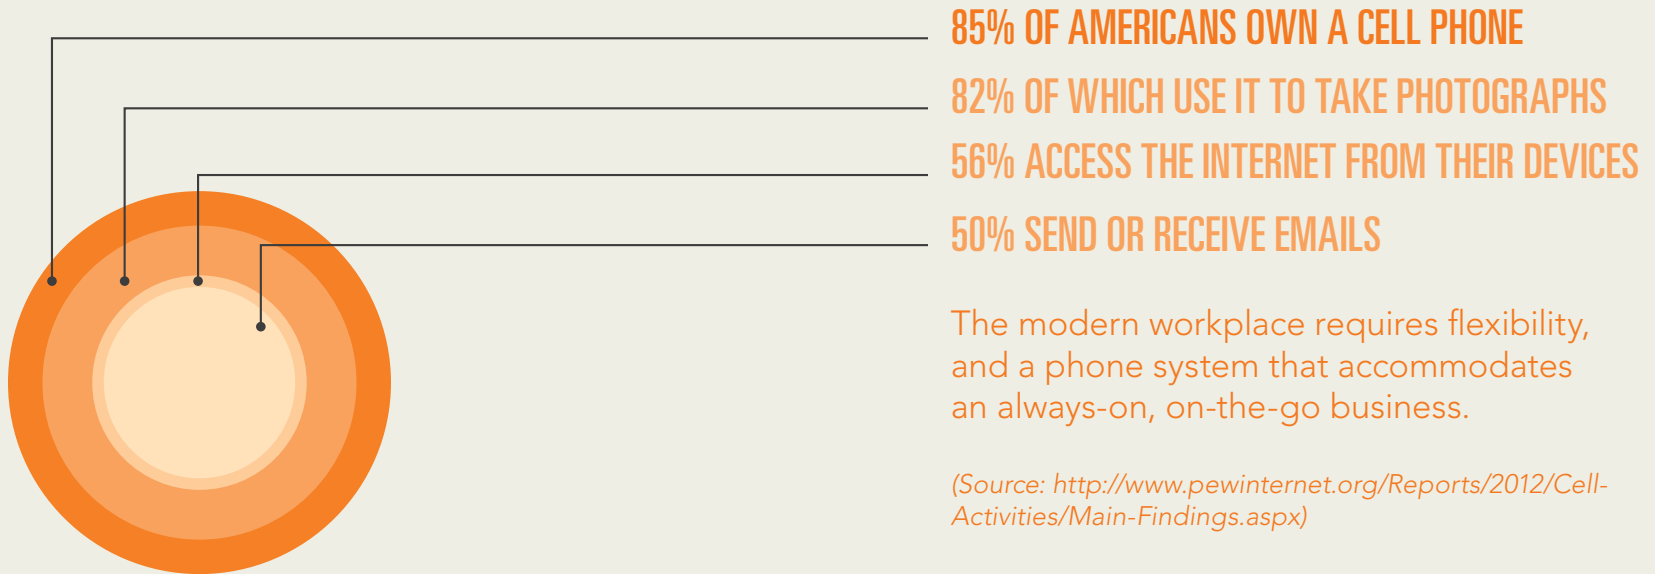 85% OF AMERICANS OWN A CELL PHONE
82% OF WHICH USE IT TO TAKE PHOTOGRAPHS
56% ACCESS THE INTERNET FROM THEIR DEVICES
50% SEND OR RECEIVE EMAILS
The modern workplace requires flexibility,
and a phone system that accommodates
an always-on, on-the-go business.
(Source: http://www.pewinternet.org/Reports/2012/Cell-
Activities/Main-Findings.aspx)